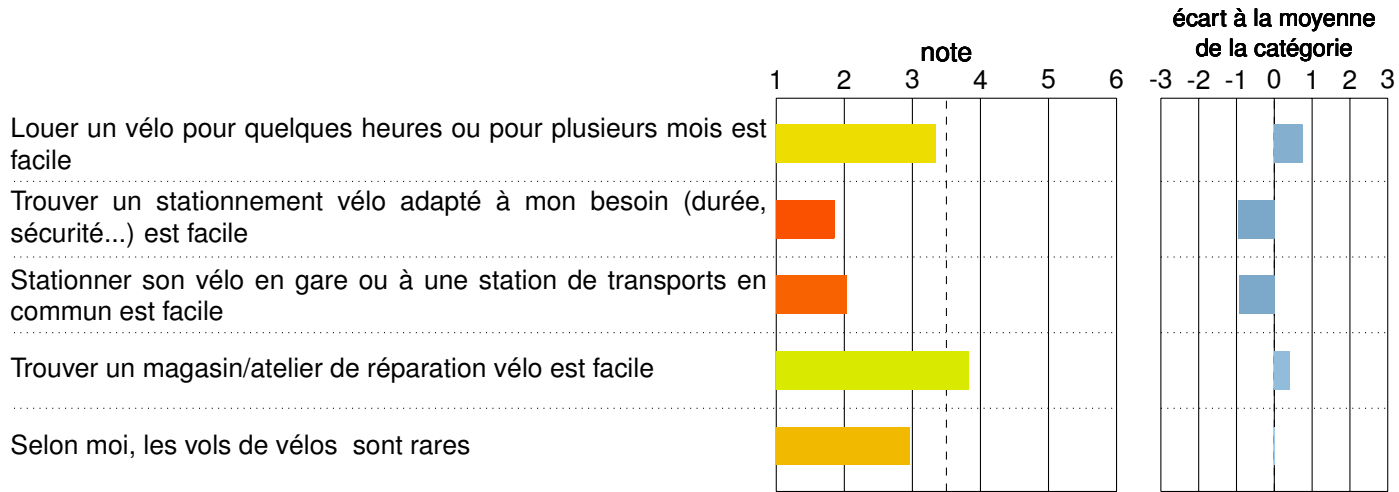 écart à la moyenne
note de la catégorie
1 2 3 4 5 6 -3 -2 -1 0 1 2 3
Louer un vélo pour quelques heures ou pour plusieurs mois est
facile
Trouver un stationnement vélo adapté à mon besoin (durée,
sécurité...) est facile
Stationner son vélo en gare ou à une station de transports en
commun est facile
Trouver un magasin/atelier de réparation vélo est facile
Selon moi, les vols de vélos sont rares